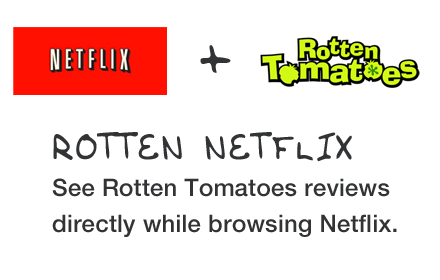 NETFLIX + Rotten Tomatoes
ROTTEN NETFLIX
See Rotten Tomatoes reviews
directly while browsing Netflix.